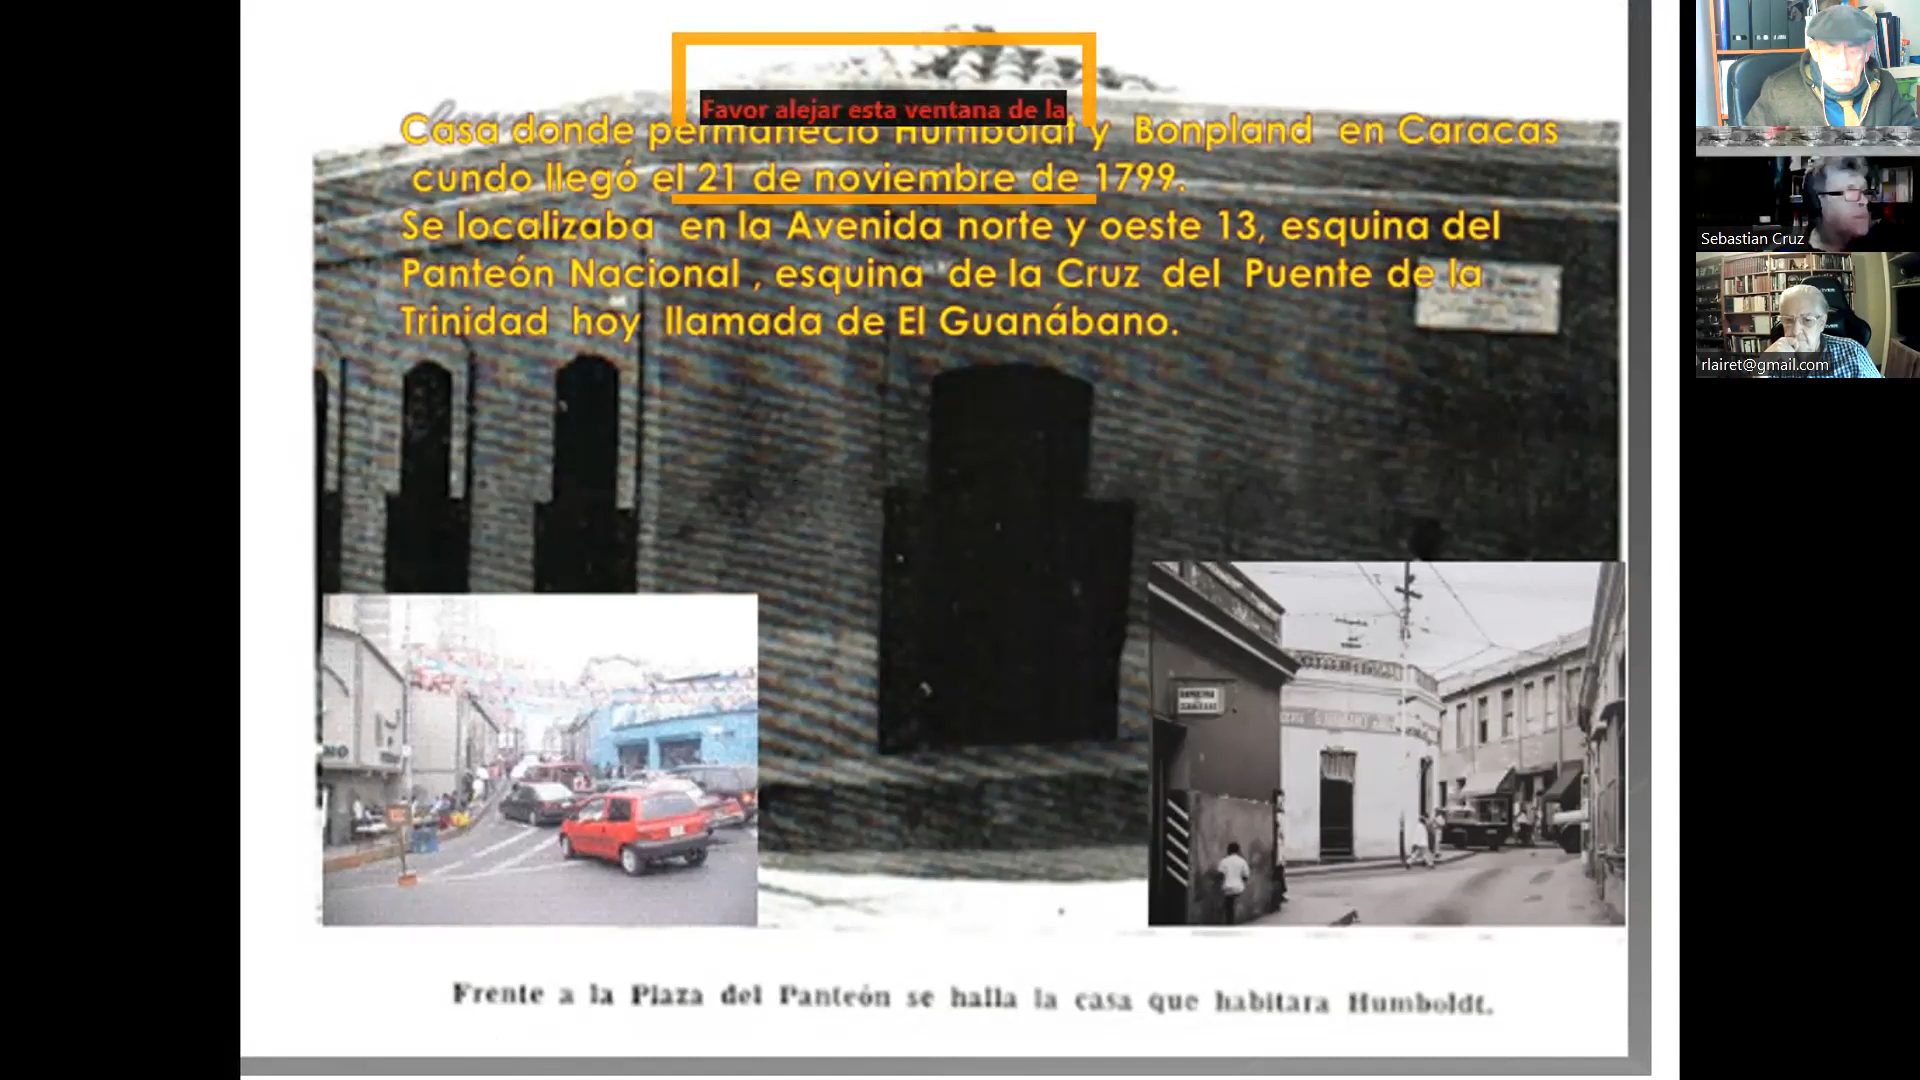 Favor alejar esta ventana de la
Casa donde permaneció Humboldt y Bonpland en Caracas
cundo llegó el 21 de noviembre de 1799.
Se localizaba en la Avenida norte y oeste 13, esquina del
Panteón Nacional , esquina de la Cruz del Puente de la
Trinidad hoy llamada de El Guanábano.
Frente a la Plaza del Panteón se halla la casa que habitara Humboldt.
Sebastian Cruz
rlairet@gmail.com